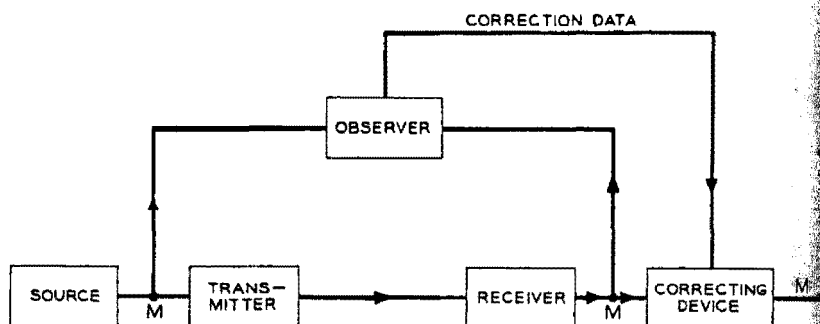 CORRECTION DATA
OBSERVER
SOURCE
M
TRANS-
MITTER
RECEIVER
M
CORRECTING
DEVICE
M